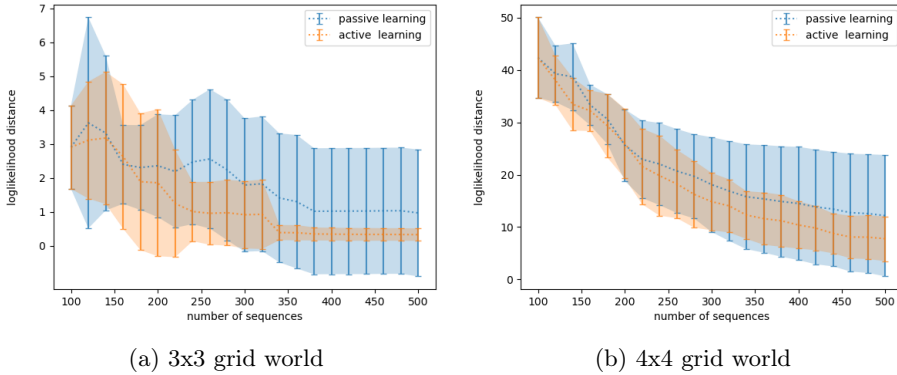 passive learning
active learning
loglikelihood distance
7
6
5
4
3
2
1
0
100 150 200 250 300 350 400 450 500
number of sequences
(a) 3x3 grid world
passive learning
active learning
loglikelihood distance
50
40
30
20
10
0
100 150 200 250 300 350 400 450 500
number of sequences
(b) 4x4 grid world